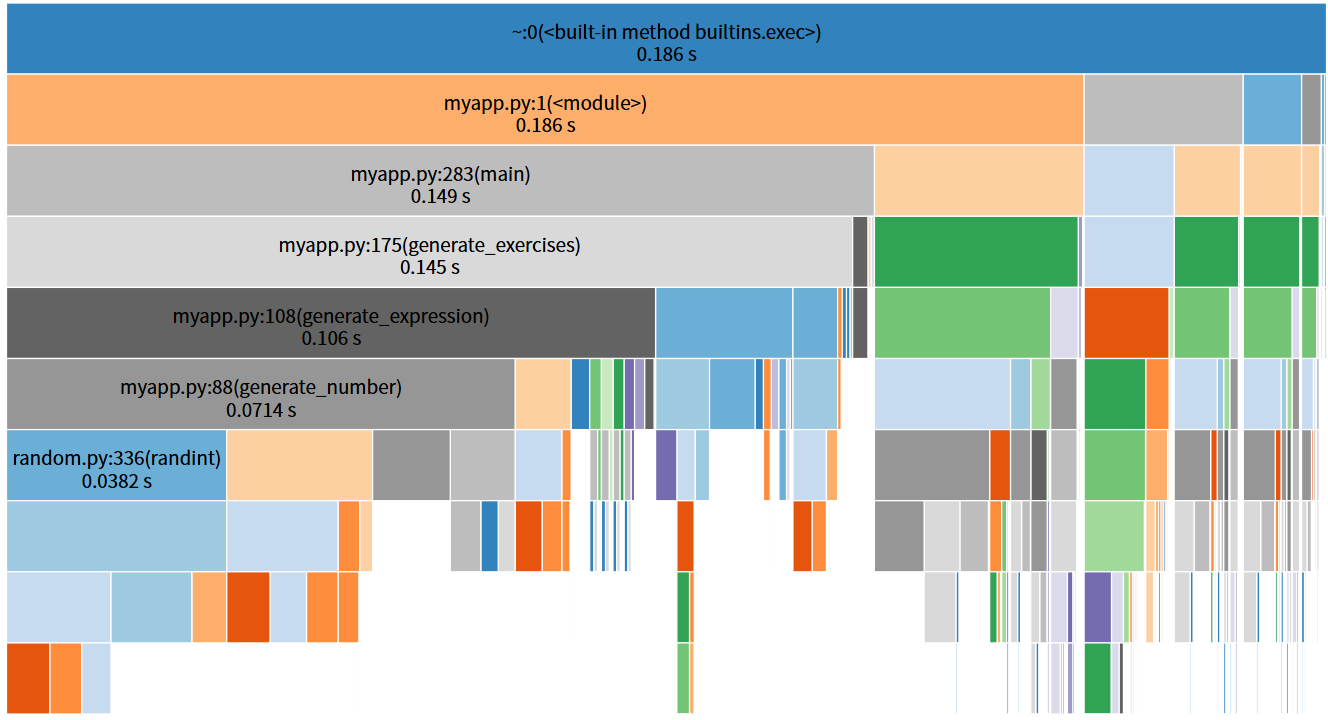 ~:0(<built-in method builtins.exec>)
0.186 s
myapp.py:1(<module>)
0.186 s
myapp.py:283(main)
0.149 s
myapp.py:175(generate_exercises)
0.145 s
myapp.py:108(generate_expression)
0.106 s
myapp.py:88(generate_number)
0.0714 s
random.py:336(randint)
0.0382 s